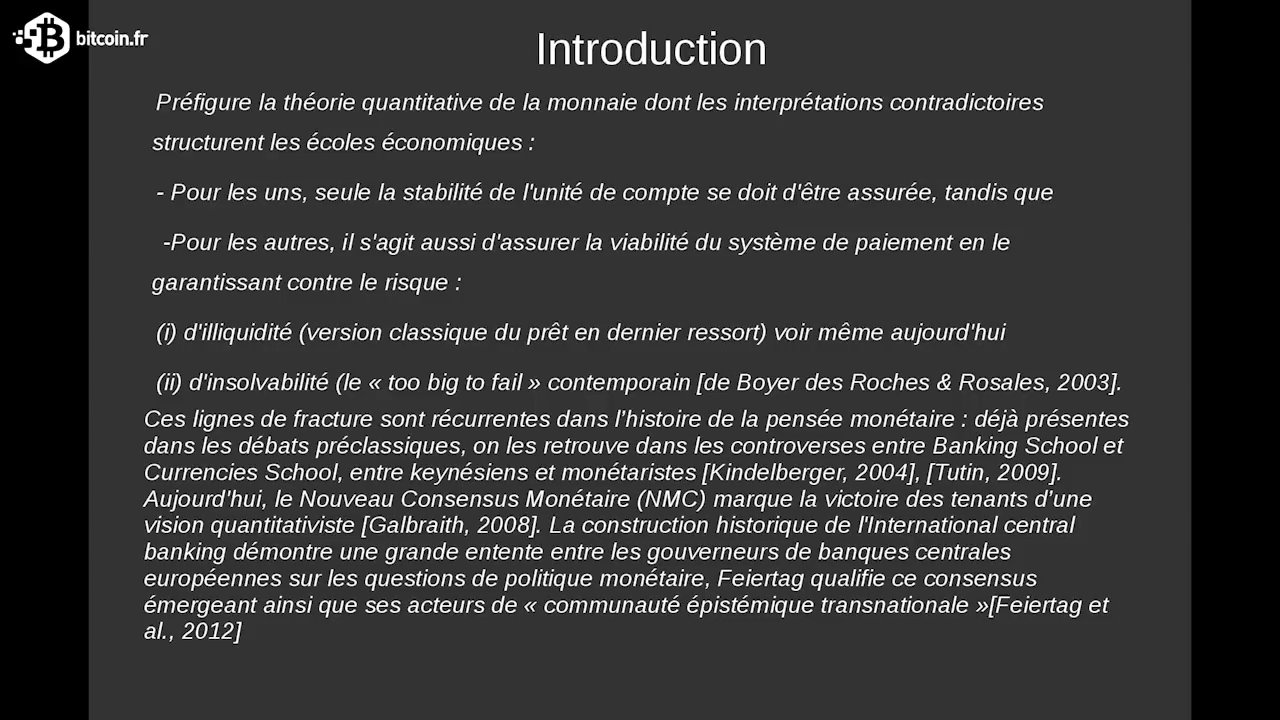 bitcoin.fr
Introduction
Préfigure la théorie quantitative de la monnaie dont les interprétations contradictoires
structurent les écoles économiques :
- Pour les uns, seule la stabilité de l'unité de compte se doit d'être assurée, tandis que
-Pour les autres, il s'agit aussi d'assurer la viabilité du système de paiement en le
garantissant contre le risque :
(i) d'illiquidité (version classique du prêt en dernier ressort) voir même aujourd'hui
(ii) d'insolvabilité (le « too big to fail » contemporain [de Boyer des Roches & Rosales, 2003].
Ces lignes de fracture sont récurrentes dans l’histoire de la pensée monétaire : déjà présentes
dans les débats préclassiques, on les retrouve dans les controverses entre Banking School et
Currencies School, entre keynésiens et monétaristes [Kindelberger, 2004], [Tutin, 2009].
Aujourd'hui, le Nouveau Consensus Monétaire (NMC) marque la victoire des tenants d’une
vision quantitativiste [Galbraith, 2008]. La construction historique de l'International central
banking démontre une grande entente entre les gouverneurs de banques centrales
européennes sur les questions de politique monétaire, Feiertag qualifie ce consensus
émergeant ainsi que ses acteurs de « communauté épistémique transnationale »[Feiertag et
al., 2012]